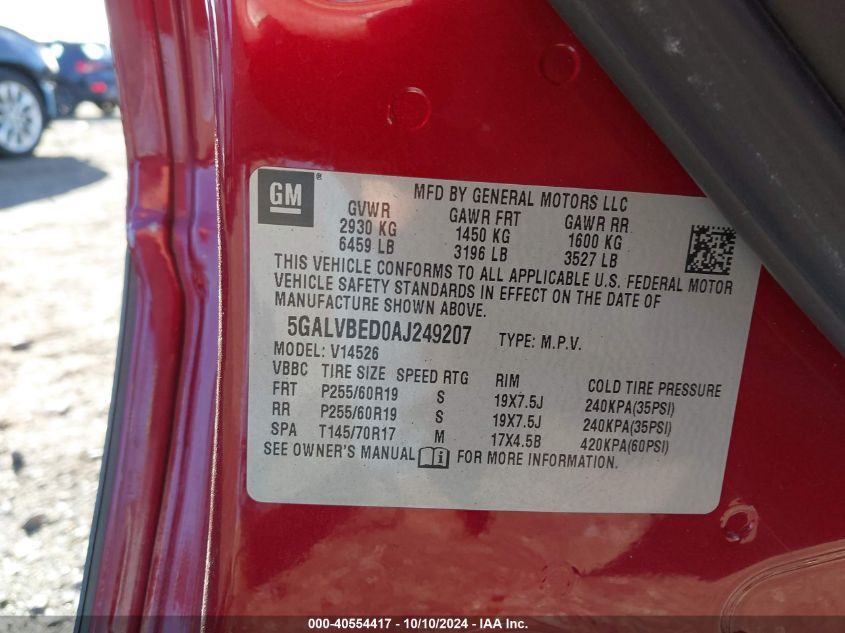 GM ®
MFD BY GENERAL MOTORS LLC
GVWR GAWR FRT GAWR RR
2930 KG 1450 KG 1600 KG
6459 LB 3196 LB 3527 LB
THIS VEHICLE CONFORMS TO ALL APPLICABLE U.S. FEDERAL MOTOR
VEHICLE SAFETY STANDARDS IN EFFECT ON THE DATE OF
MANUFACTURE SHOWN ABOVE.
5GALVBED0AJ249207 TYPE: M.P.V.
MODEL: V14526
VBBC TIRE SIZE SPEED RTG RIM COLD TIRE PRESSURE
FRT P255/60R19 S 19X7.5J 240KPA(35PSI)
RR P255/60R19 S 19X7.5J 240KPA(35PSI)
SPA T145/70R17 M 17X4.5B 420KPA(60PSI)
SEE OWNER'S MANUAL FOR MORE INFORMATION.
000-40554417 - 10/10/2024 - IAA Inc.